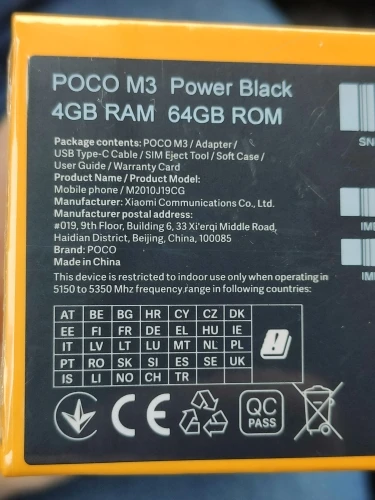 POCO M3 Power Black
4GB RAM 64GB ROM
Package contents: POCO M3 / Adapter /
USB Type-C Cable / SIM Eject Tool / Soft Case /
User Guide / Warranty Card
Product Name / Product Model:
Mobile phone / M2010J19CG
Manufacturer: Xiaomi Communications Co., Ltd.
Manufacturer postal address:
#019, 9th Floor, Building 6, 33 Xi'erqi Middle Road,
Haidian District, Beijing, China, 100085
Brand: POCO
Made in China
This device is restricted to indoor use only when operating in
5150 to 5350 Mhz frequency range in following countries:
AT BE BG HR CY CZ DK
EE FI FR DE EL HU IE
IT LV LT LU MT NL PL
PT RO SK SI ES SE UK
IS LI NO CH TR
CE
QC
PASS
SN
IM
IM